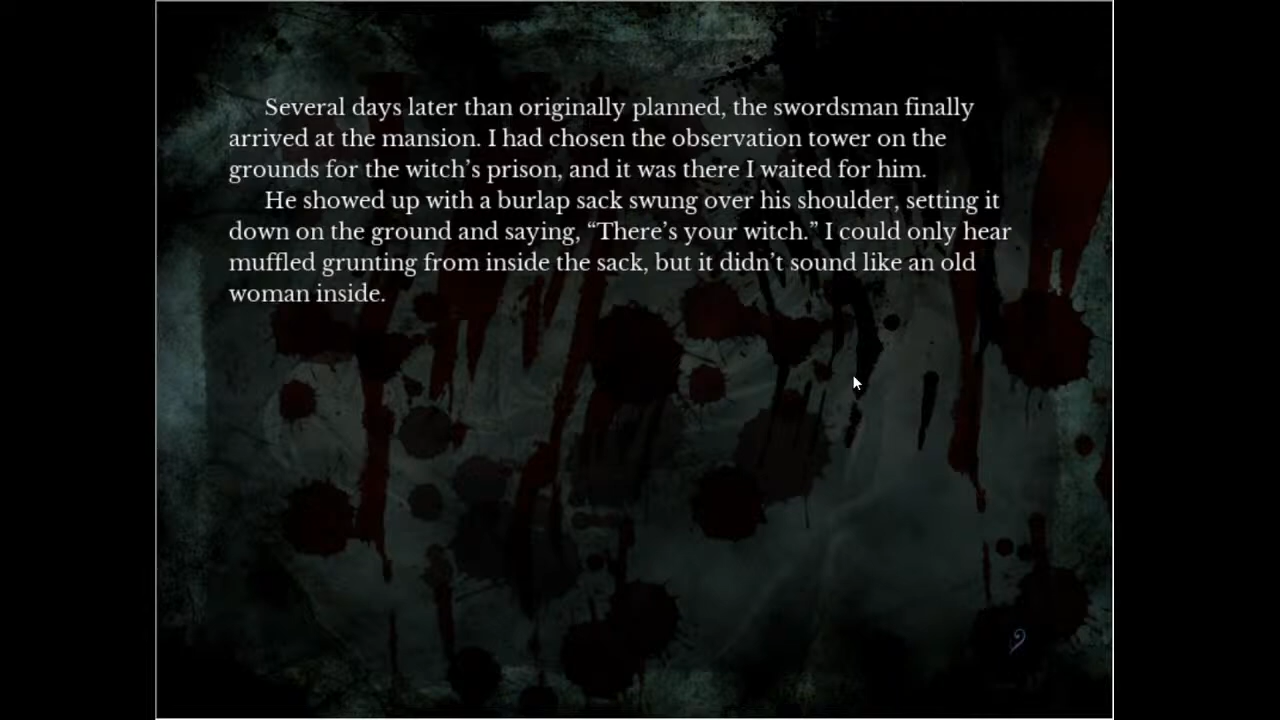 Several days later than originally planned, the swordsman finally
arrived at the mansion. I had chosen the observation tower on the
grounds for the witch’s prison, and it was there I waited for him.
He showed up with a burlap sack swung over his shoulder, setting it
down on the ground and saying, “There’s your witch.” I could only hear
muffled grunting from inside the sack, but it didn’t sound like an old
woman inside.